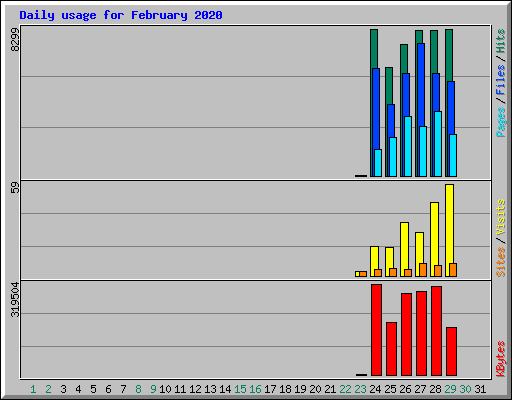 Daily usage for February 2020
8299
59
319504
Pages / Files / Hits
Sites / Visits
KBytes
1 2 3 4 5 6 7 8 9 10 11 12 13 14 15 16 17 18 19 20 21 22 23 24 25 26 27 28 29 30 31